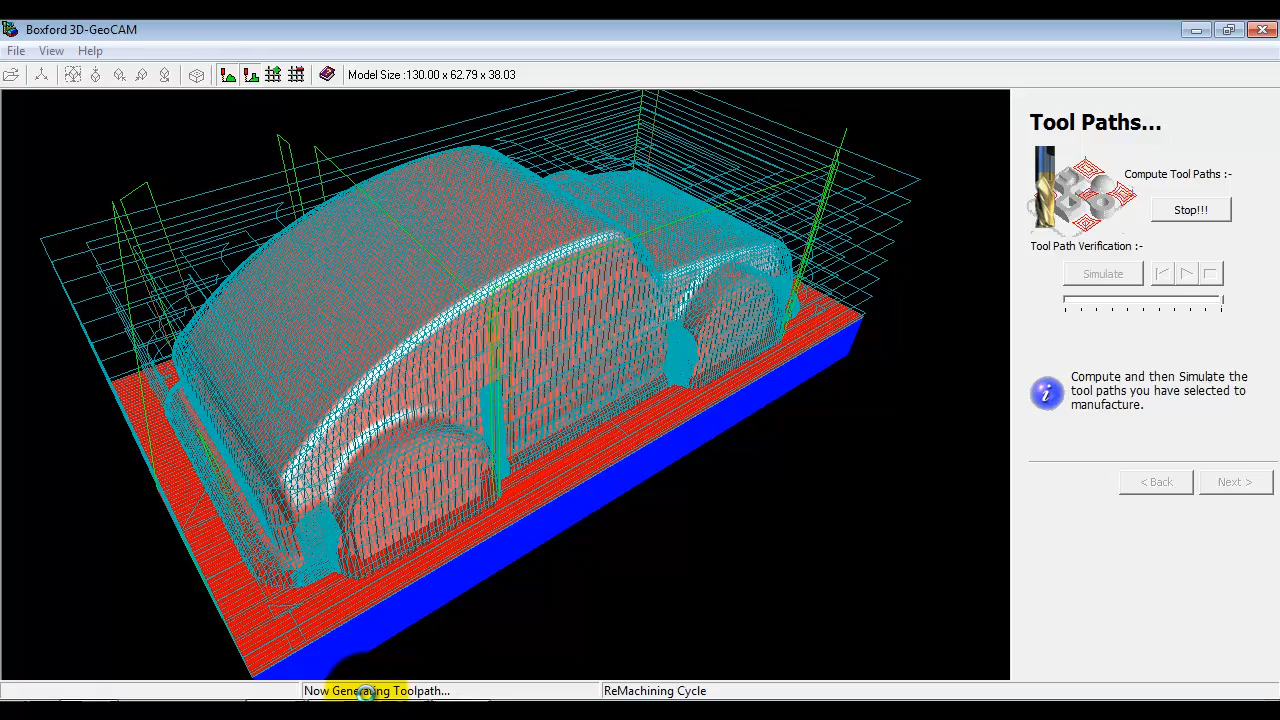 Boxford 3D-GeoCAM
File View Help
Model Size :130.00 x 62.79 x 38.03
Tool Paths...
Compute Tool Paths :-
Stop!!!
Tool Path Verification :-
Simulate
Compute and then Simulate the
tool paths you have selected to
manufacture.
< Back Next >
Now Generating Toolpath... ReMachining Cycle